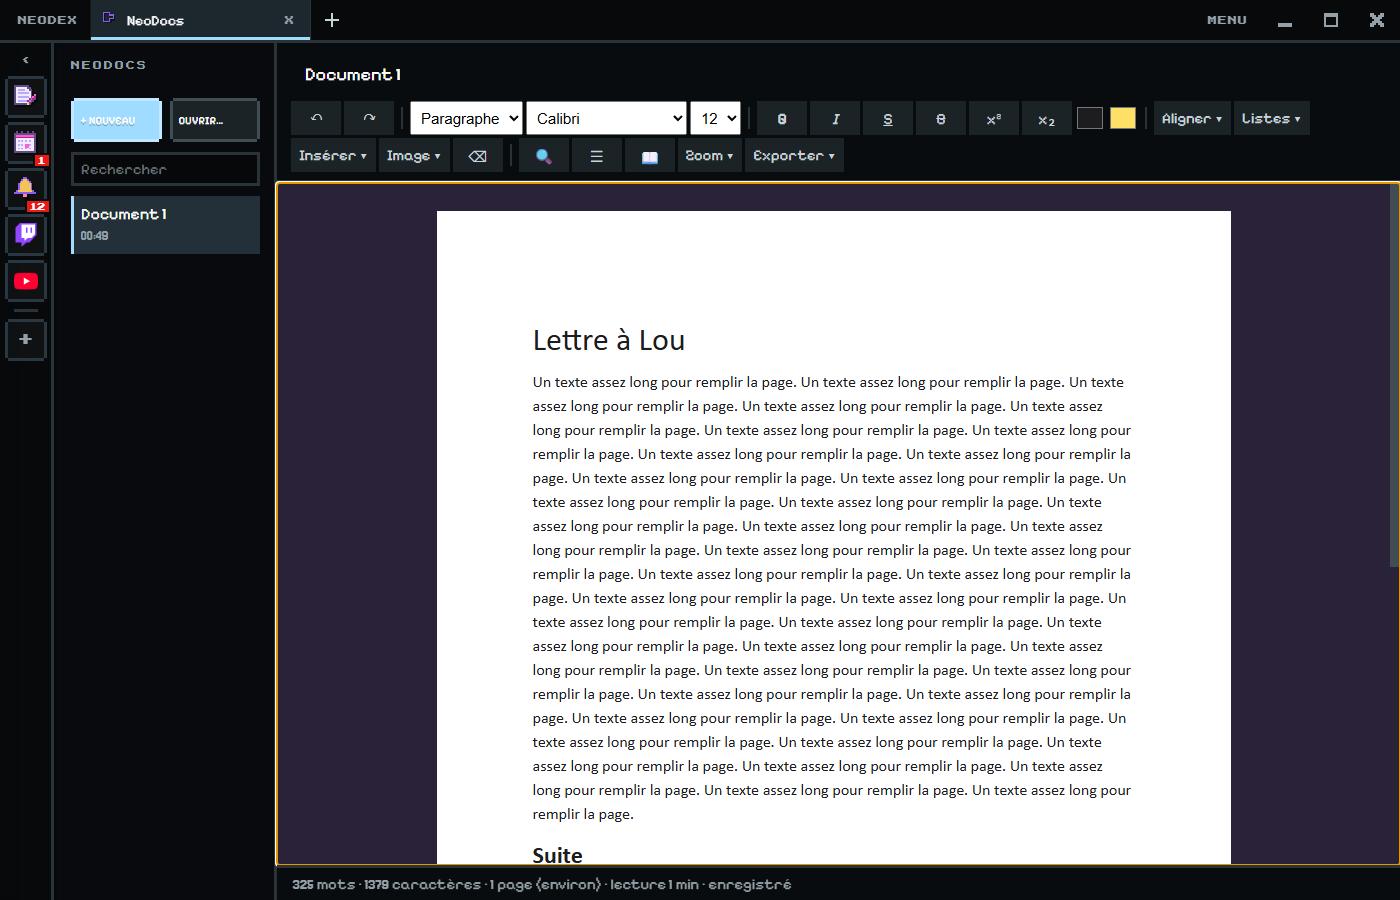 NEODEX
NeoDocs
MENU
NEODOCS
+ NOUVEAU
OUVRIR...
Rechercher
Document 1
00:49
1
12
Document 1
Paragraphe
Calibri
12
I
S
x²
x₂
Aligner ▾
Listes ▾
Insérer ▾
Image ▾
Zoom ▾
Exporter ▾
Lettre à Lou
Un texte assez long pour remplir la page. Un texte assez long pour remplir la page. Un texte
assez long pour remplir la page. Un texte assez long pour remplir la page. Un texte assez
long pour remplir la page. Un texte assez long pour remplir la page. Un texte assez long pour
remplir la page. Un texte assez long pour remplir la page. Un texte assez long pour remplir la
page. Un texte assez long pour remplir la page. Un texte assez long pour remplir la page. Un
texte assez long pour remplir la page. Un texte assez long pour remplir la page. Un texte
assez long pour remplir la page. Un texte assez long pour remplir la page. Un texte assez
long pour remplir la page. Un texte assez long pour remplir la page. Un texte assez long pour
remplir la page. Un texte assez long pour remplir la page. Un texte assez long pour remplir la
page. Un texte assez long pour remplir la page. Un texte assez long pour remplir la page. Un
texte assez long pour remplir la page. Un texte assez long pour remplir la page. Un texte
assez long pour remplir la page. Un texte assez long pour remplir la page. Un texte assez
long pour remplir la page. Un texte assez long pour remplir la page. Un texte assez long pour
remplir la page. Un texte assez long pour remplir la page. Un texte assez long pour remplir la
page. Un texte assez long pour remplir la page. Un texte assez long pour remplir la page. Un
texte assez long pour remplir la page. Un texte assez long pour remplir la page. Un texte
assez long pour remplir la page. Un texte assez long pour remplir la page. Un texte assez
long pour remplir la page. Un texte assez long pour remplir la page. Un texte assez long pour
remplir la page.
Suite
325 mots · 1379 caractères · 1 page (environ) · lecture 1 min · enregistré